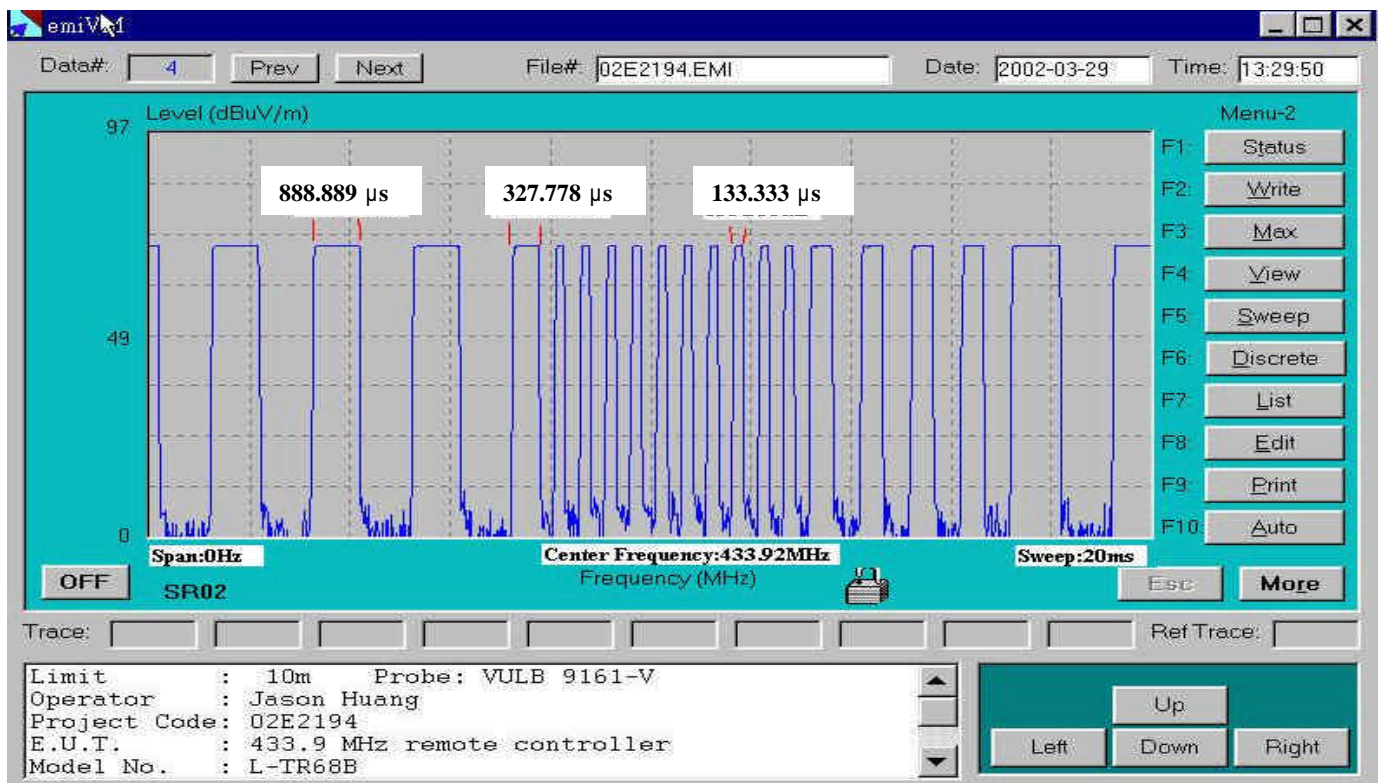 emiV
Data#: 4 Prev Next File#: 02E2194.EMI Date: 2002-03-29 Time: 13:29:50
Level (dBuV/m) Menu-2
97
888.889 µs 327.778 µs 133.333 µs
49
0
F1: Status
F2: Write
F3: Max
F4: View
F5: Sweep
F6: Discrete
F7: List
F8: Edit
F9: Print
F10: Auto
Span:0Hz Center Frequency:433.92MHz Sweep:20ms
Frequency (MHz)
OFF SR02 Esc More
Trace: Ref Trace:
Limit : 10m Probe: VULB 9161-V
Operator : Jason Huang
Project Code: 02E2194
E.U.T. : 433.9 MHz remote controller
Model No. : L-TR68B
Up
Left Down Right